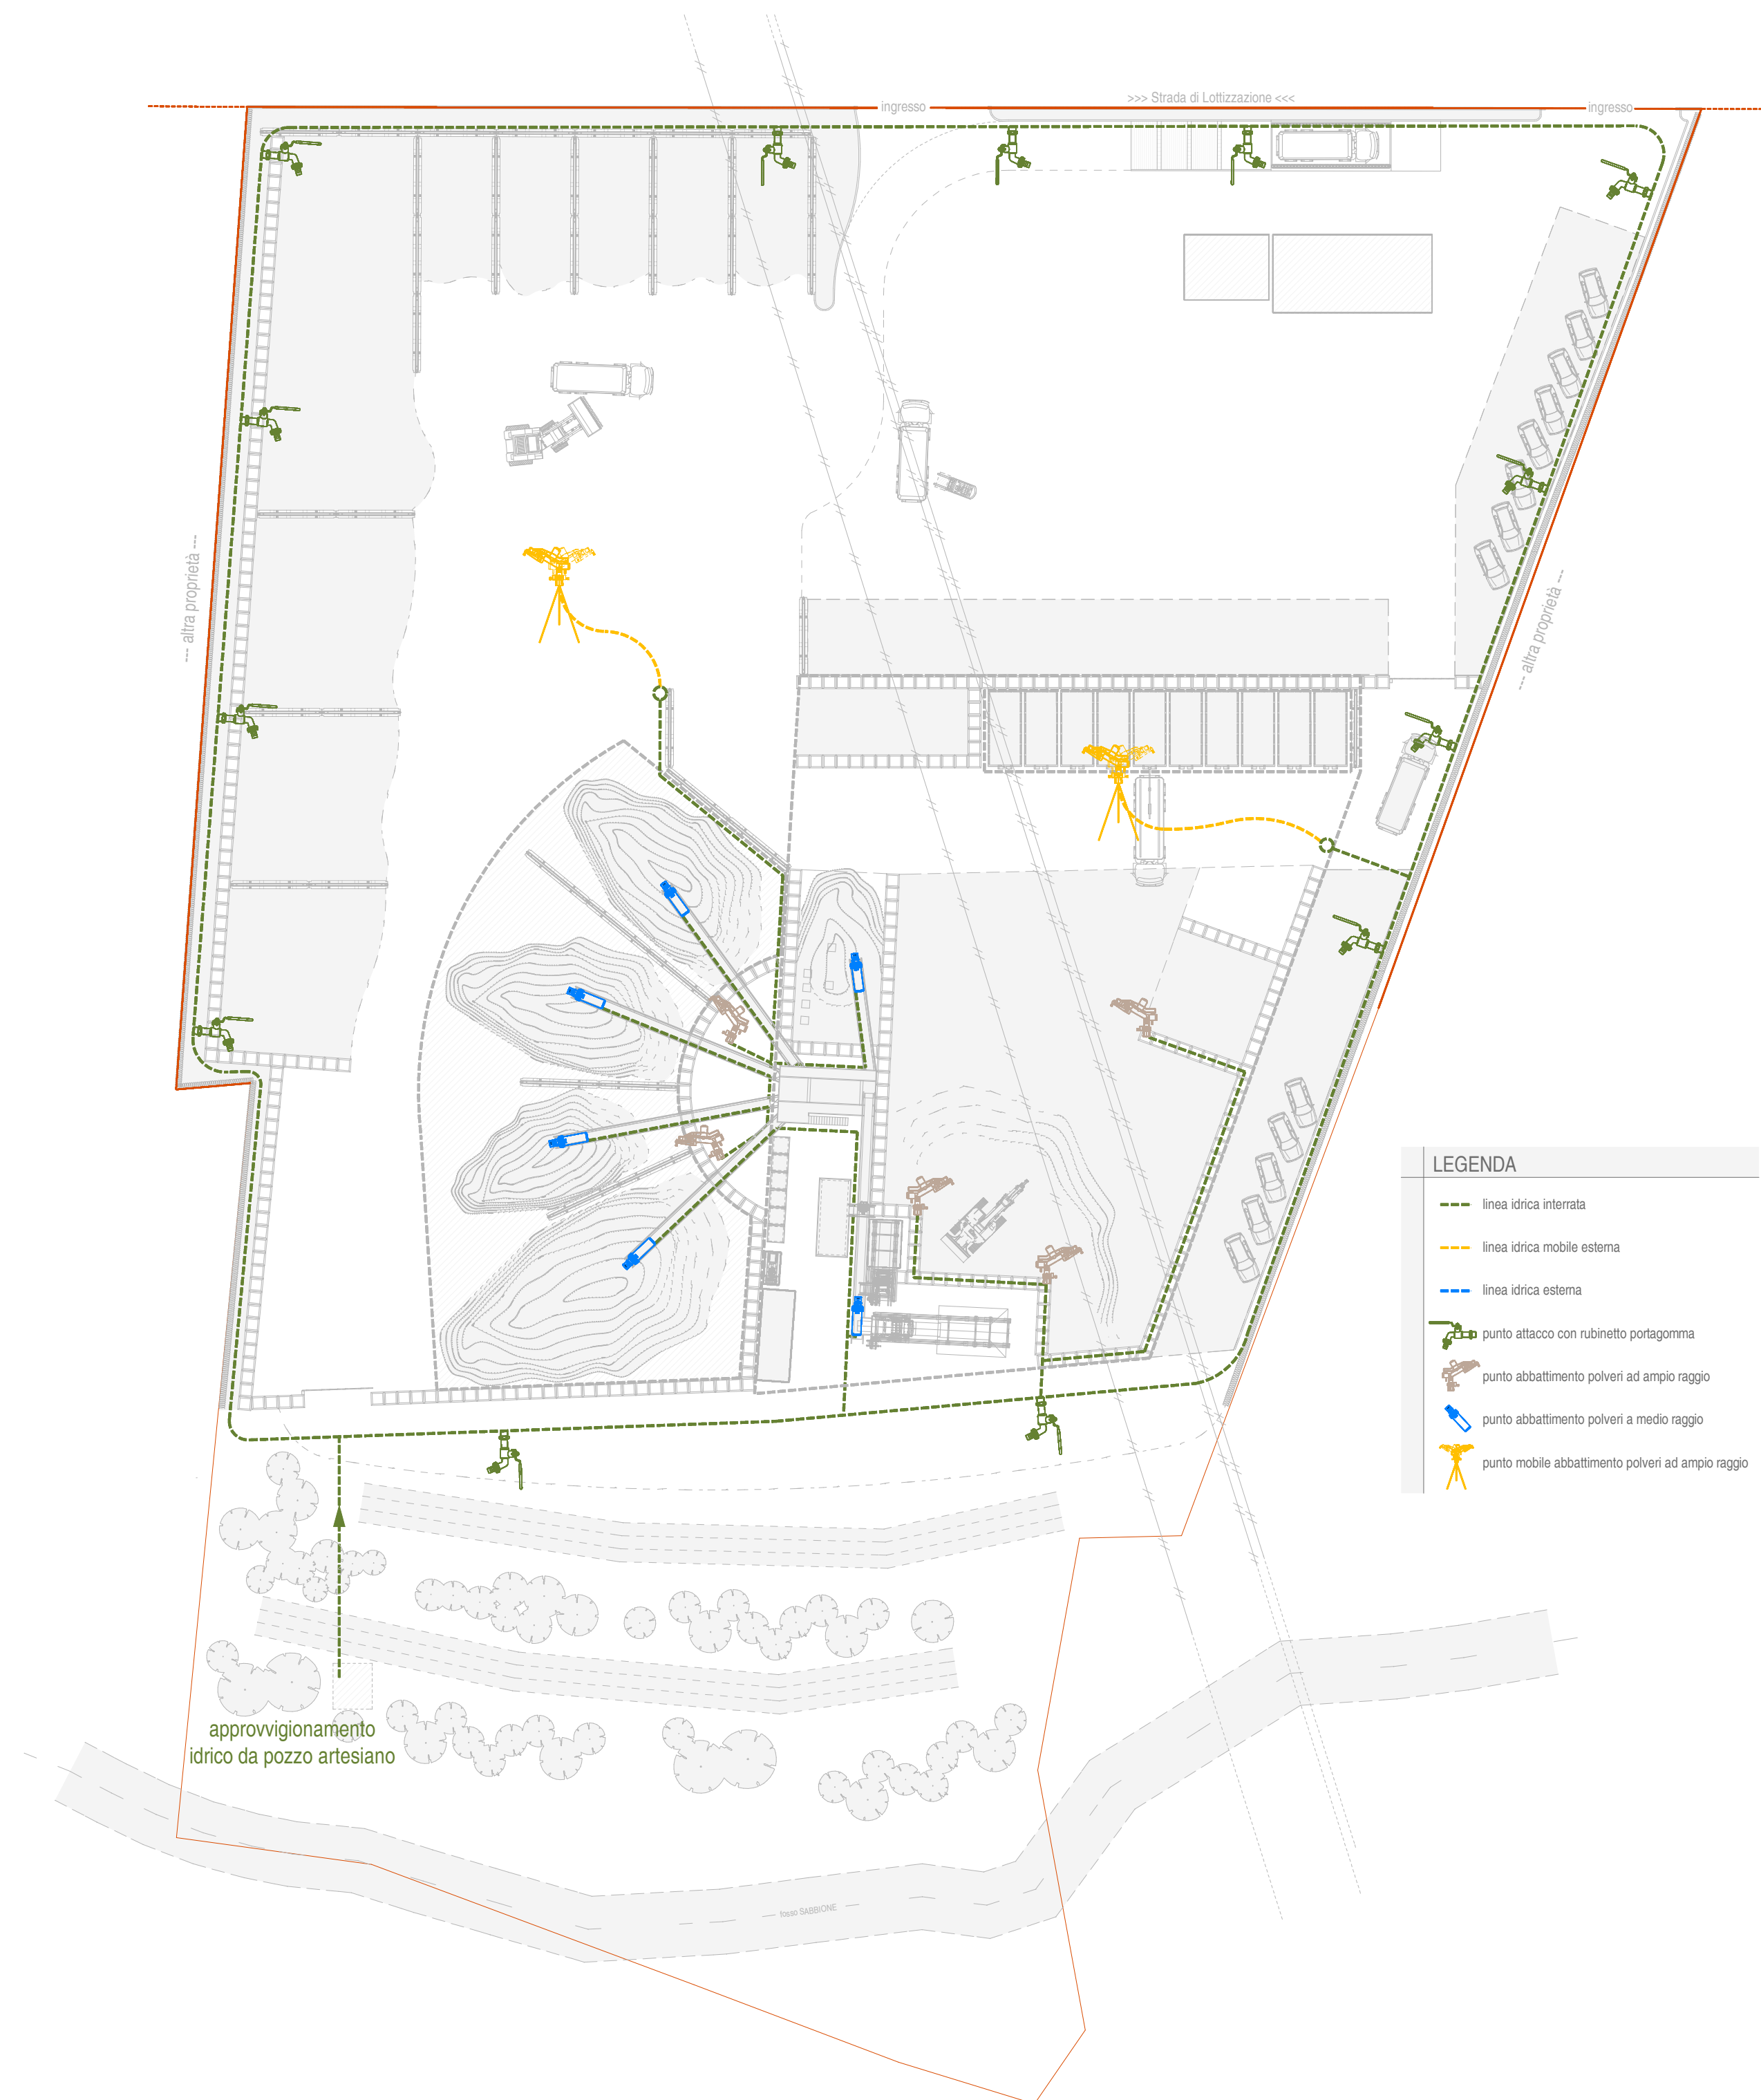 >>> Strada di Lottizzazione <<<
ingresso
ingresso
--- altra proprietà ---
--- altra proprietà ---
LEGENDA
linea idrica interrata
linea idrica mobile esterna
linea idrica esterna
punto attacco con rubinetto portagomma
punto abbattimento polveri ad ampio raggio
punto abbattimento polveri a medio raggio
punto mobile abbattimento polveri ad ampio raggio
approvvigionamento
idrico da pozzo artesiano
fosso SABBIONE